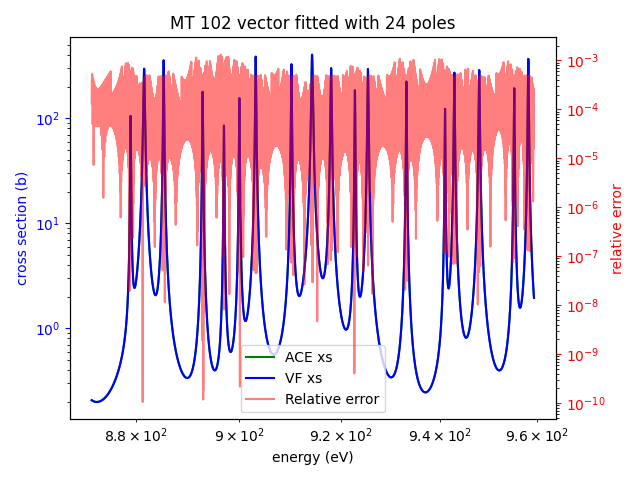 MT 102 vector fitted with 24 poles
cross section (b)
10²
10¹
10⁰
10⁻³
10⁻⁴
10⁻⁵
10⁻⁶
10⁻⁷
10⁻⁸
10⁻⁹
10⁻¹⁰
relative error
ACE xs
VF xs
Relative error
8.8 × 10² 9 × 10² 9.2 × 10² 9.4 × 10² 9.6 × 10²
energy (eV)